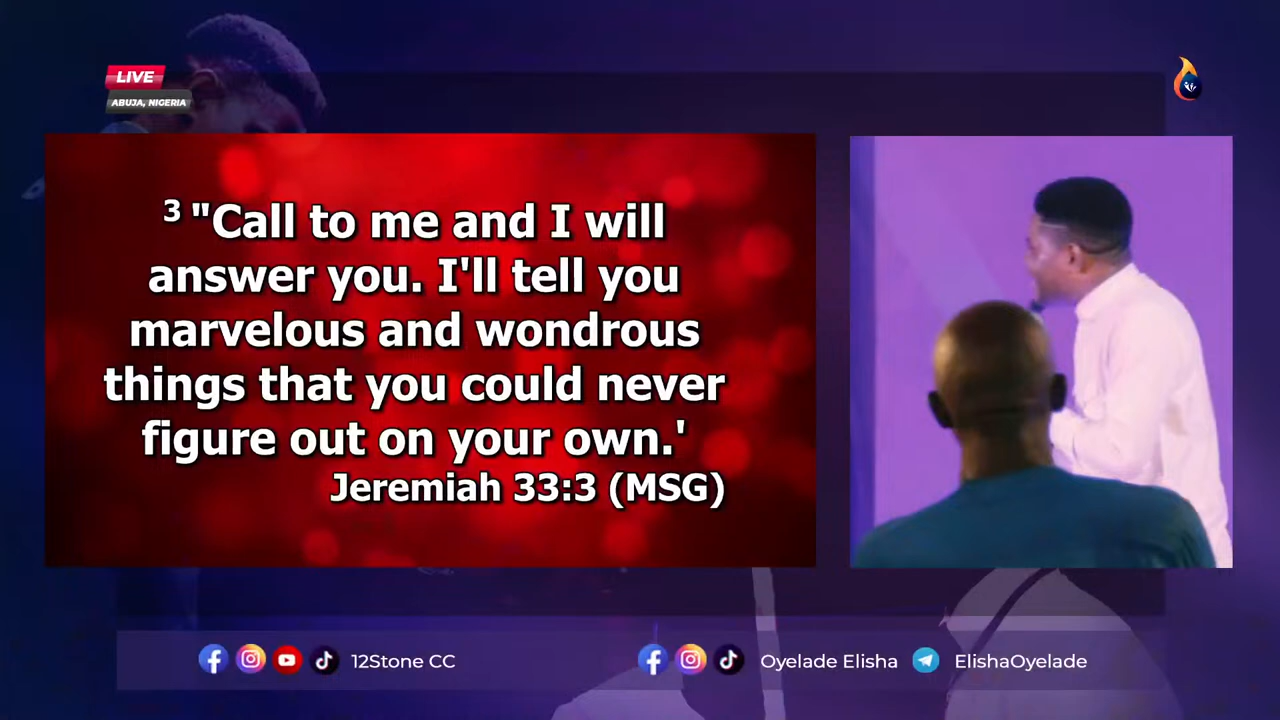 LIVE
ABUJA, NIGERIA
3 "Call to me and I will
answer you. I'll tell you
marvelous and wondrous
things that you could never
figure out on your own.'
Jeremiah 33:3 (MSG)
12Stone CC
Oyelade Elisha
ElishaOyelade